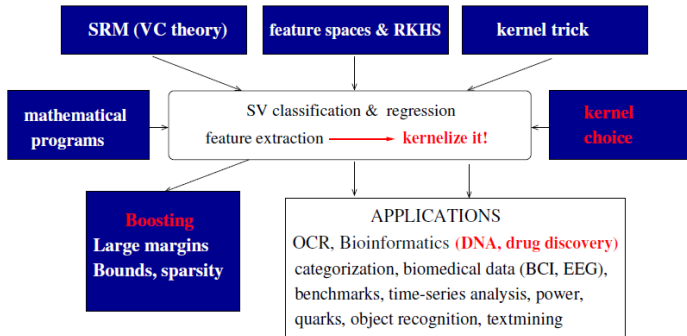 SRM (VC theory)
feature spaces & RKHS
kernel trick
mathematical
programs
SV classification & regression
feature extraction kernelize it!
kernel
choice
Boosting
Large margins
Bounds, sparsity
APPLICATIONS
OCR, Bioinformatics (DNA, drug discovery)
categorization, biomedical data (BCI, EEG),
benchmarks, time-series analysis, power,
quarks, object recognition, textmining